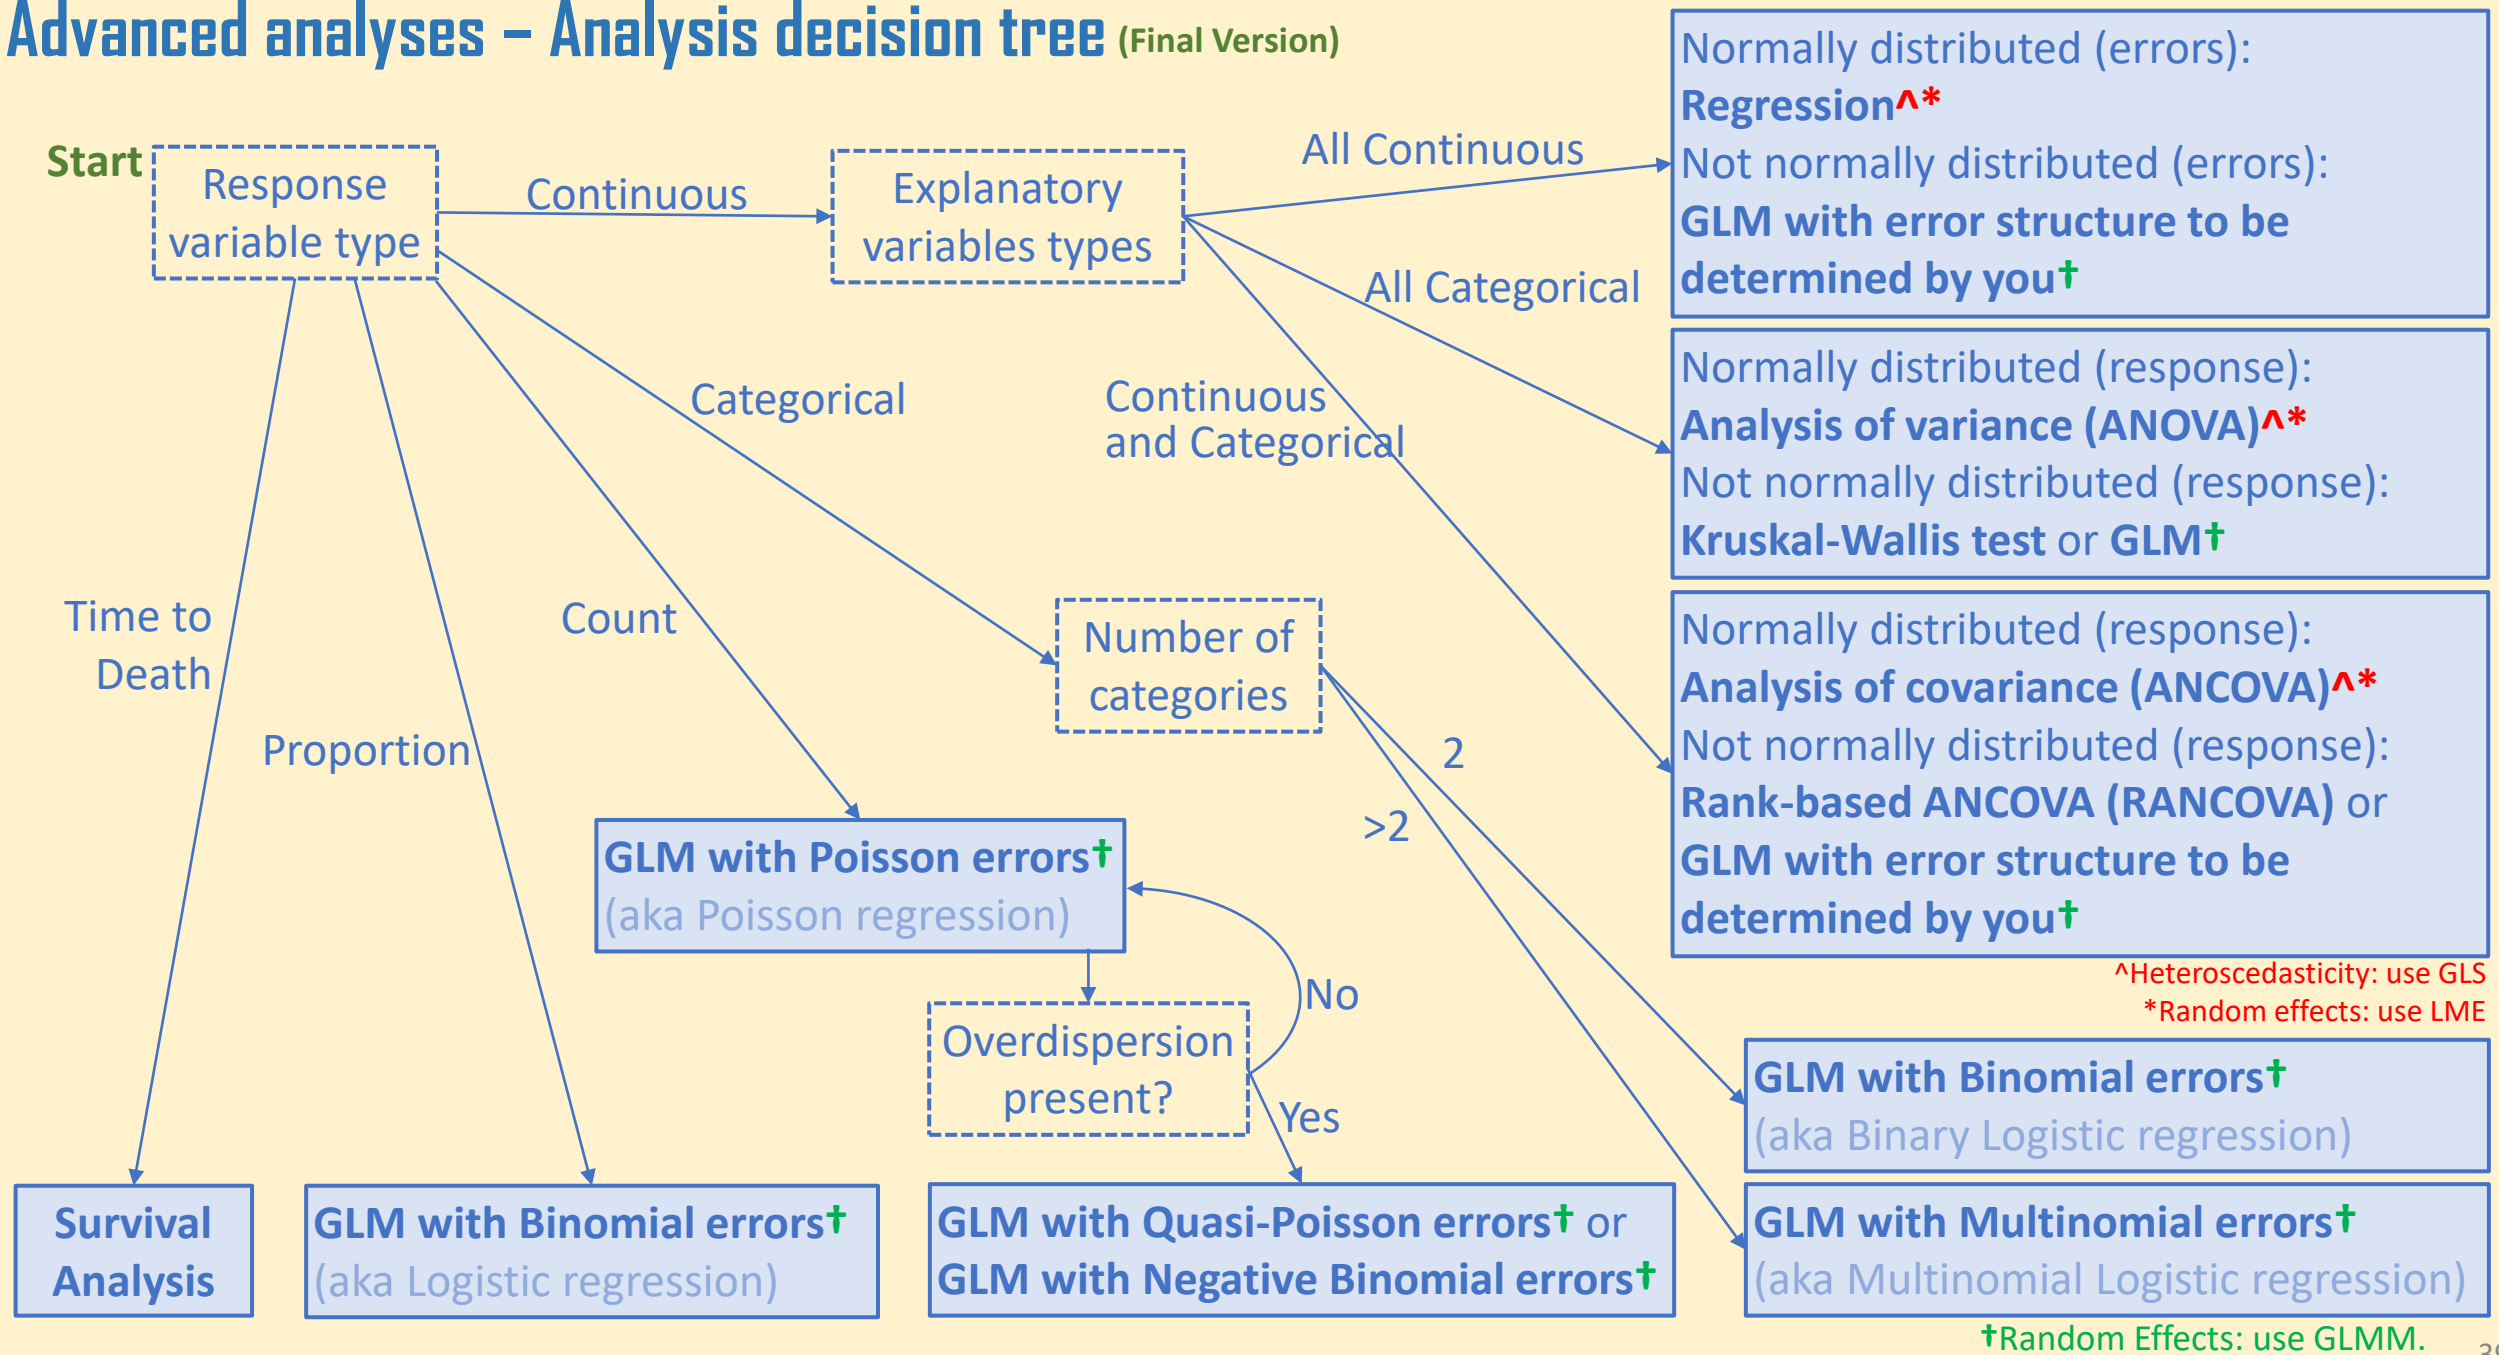 Advanced analyses – Analysis decision tree (Final Version)
Start
Response
variable type
Continuous
Explanatory
variables types
All Continuous
All Categorical
Continuous
and Categorical
Normally distributed (errors):
Regression^*
Not normally distributed (errors):
GLM with error structure to be
determined by you†
Normally distributed (response):
Analysis of variance (ANOVA)^*
Not normally distributed (response):
Kruskal-Wallis test or GLM†
Normally distributed (response):
Analysis of covariance (ANCOVA)^*
Not normally distributed (response):
Rank-based ANCOVA (RANCOVA) or
GLM with error structure to be
determined by you†
^Heteroscedasticity: use GLS
*Random effects: use LME
Categorical
Number of
categories
2
>2
GLM with Binomial errors†
(aka Binary Logistic regression)
GLM with Multinomial errors†
(aka Multinomial Logistic regression)
Count
GLM with Poisson errors†
(aka Poisson regression)
Overdispersion
present?
No
Yes
GLM with Quasi-Poisson errors† or
GLM with Negative Binomial errors†
Proportion
GLM with Binomial errors†
(aka Logistic regression)
Time to
Death
Survival
Analysis
†Random Effects: use GLMM.